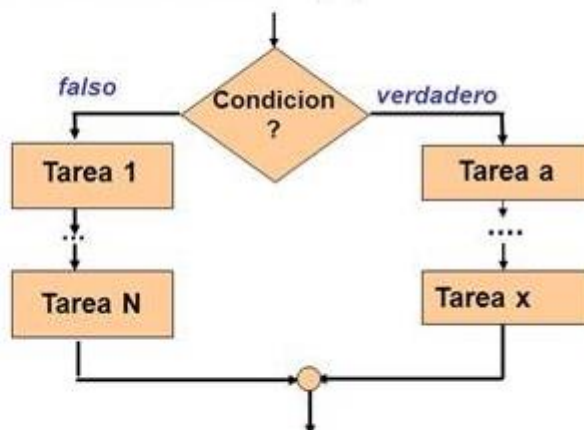 falso
Condicion
?
verdadero
Tarea 1
Tarea a
...
....
Tarea N
Tarea x